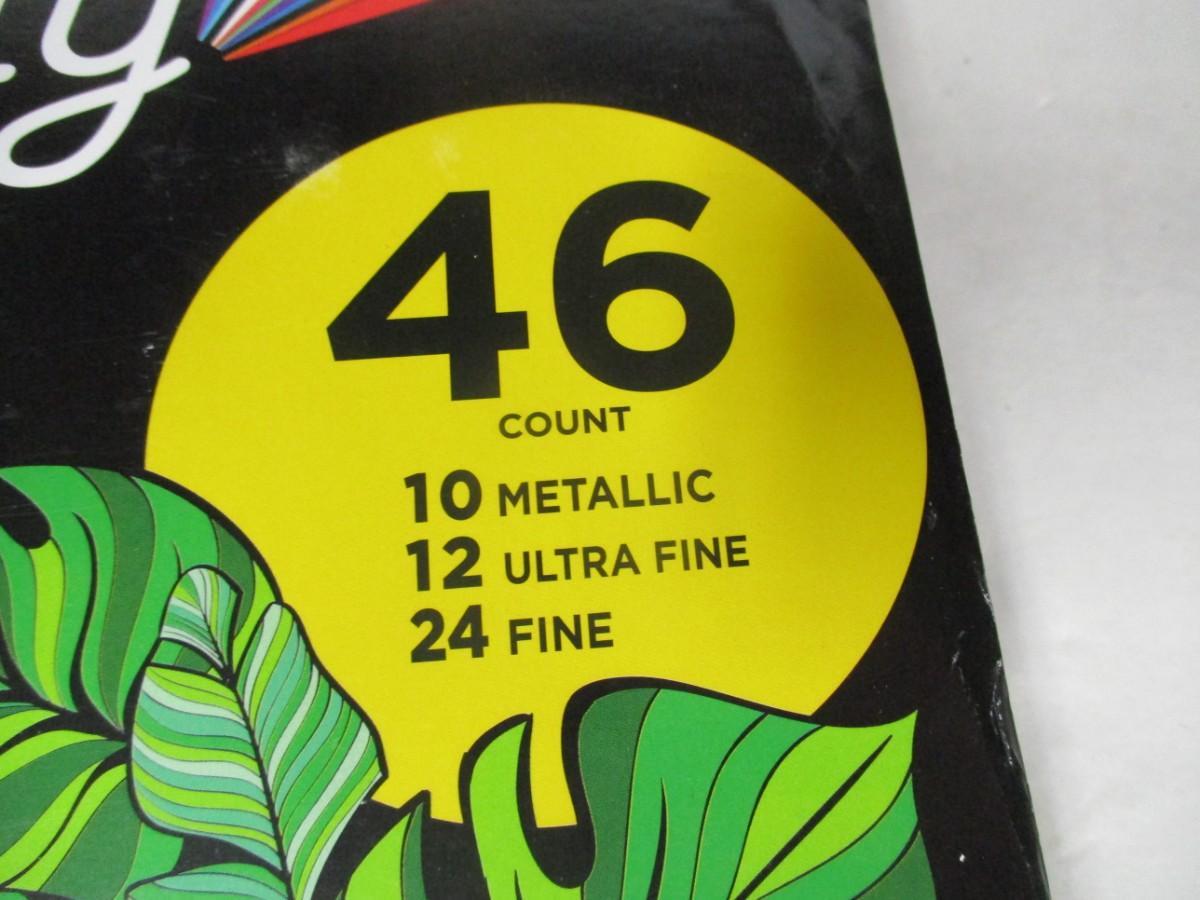 46
COUNT
10 METALLIC
12 ULTRA FINE
24 FINE